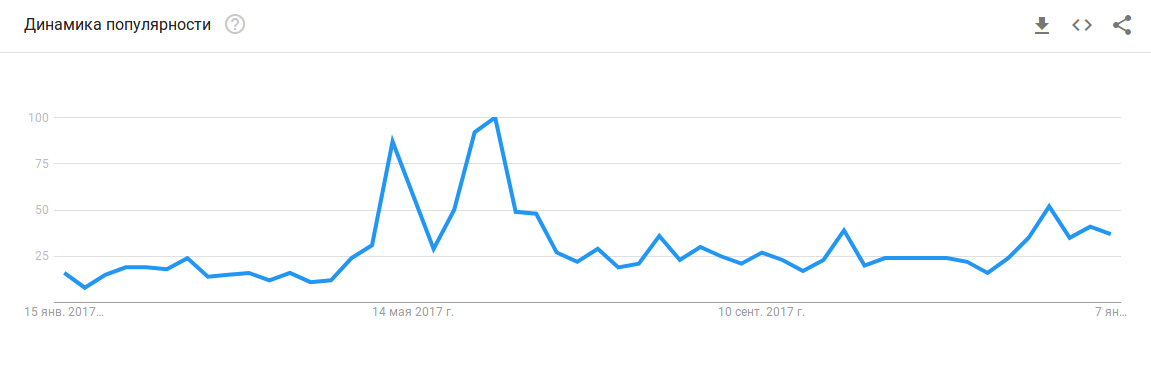 Динамика популярности
100
75
50
25
15 янв. 2017…
14 мая 2017 г.
10 сент. 2017 г.
7 ян…